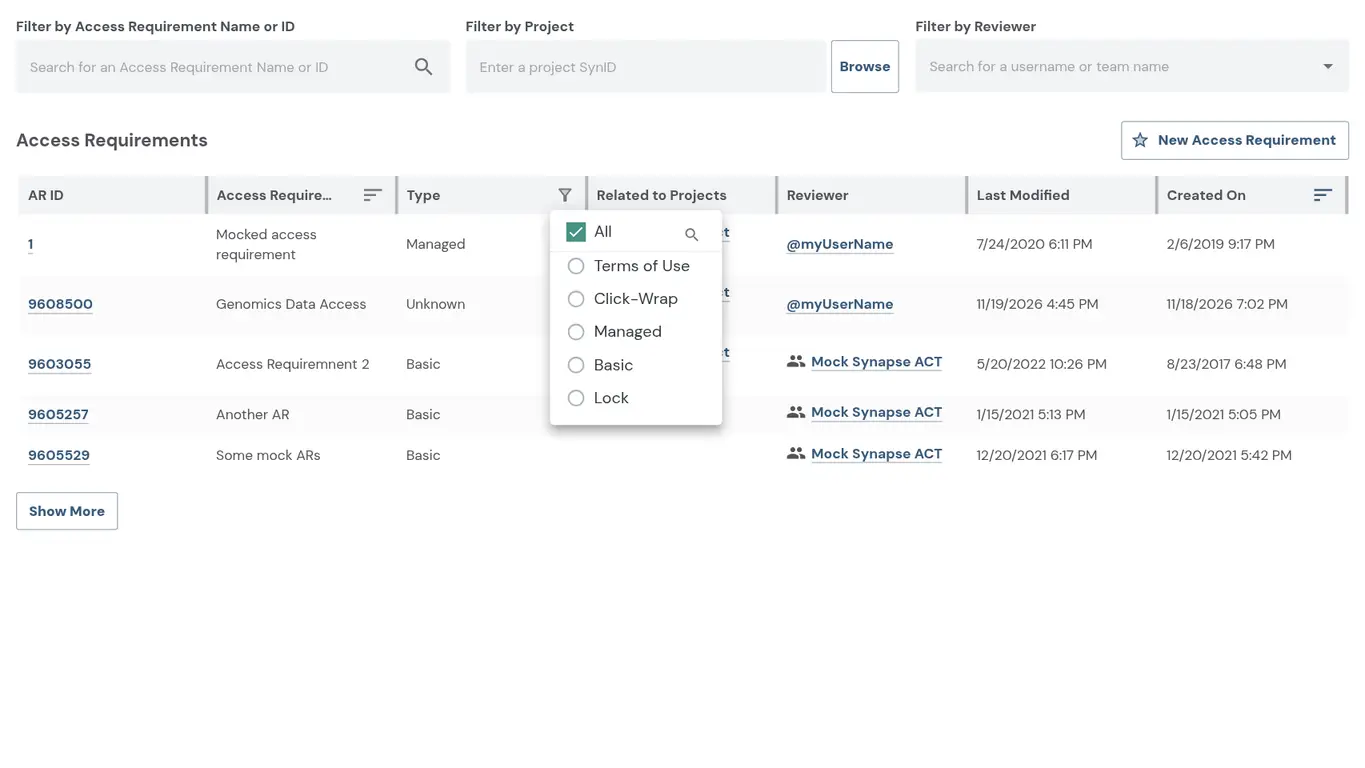 Filter by Access Requirement Name or ID
Search for an Access Requirement Name or ID
Filter by Project
Enter a project SynID
Browse
Filter by Reviewer
Search for a username or team name
Access Requirements
New Access Requirement
AR ID
Access Require...
Type
Related to Projects
Reviewer
Last Modified
Created On
1
Mocked access
requirement
Managed
@myUserName
7/24/2020 6:11 PM
2/6/2019 9:17 PM
9608500
Genomics Data Access
Unknown
@myUserName
11/19/2026 4:45 PM
11/18/2026 7:02 PM
9603055
Access Requiremnent 2
Basic
Mock Synapse ACT
5/20/2022 10:26 PM
8/23/2017 6:48 PM
9605257
Another AR
Basic
Mock Synapse ACT
1/15/2021 5:13 PM
1/15/2021 5:05 PM
9605529
Some mock ARs
Basic
Mock Synapse ACT
12/20/2021 6:17 PM
12/20/2021 5:42 PM
All
Terms of Use
Click-Wrap
Managed
Basic
Lock
Show More